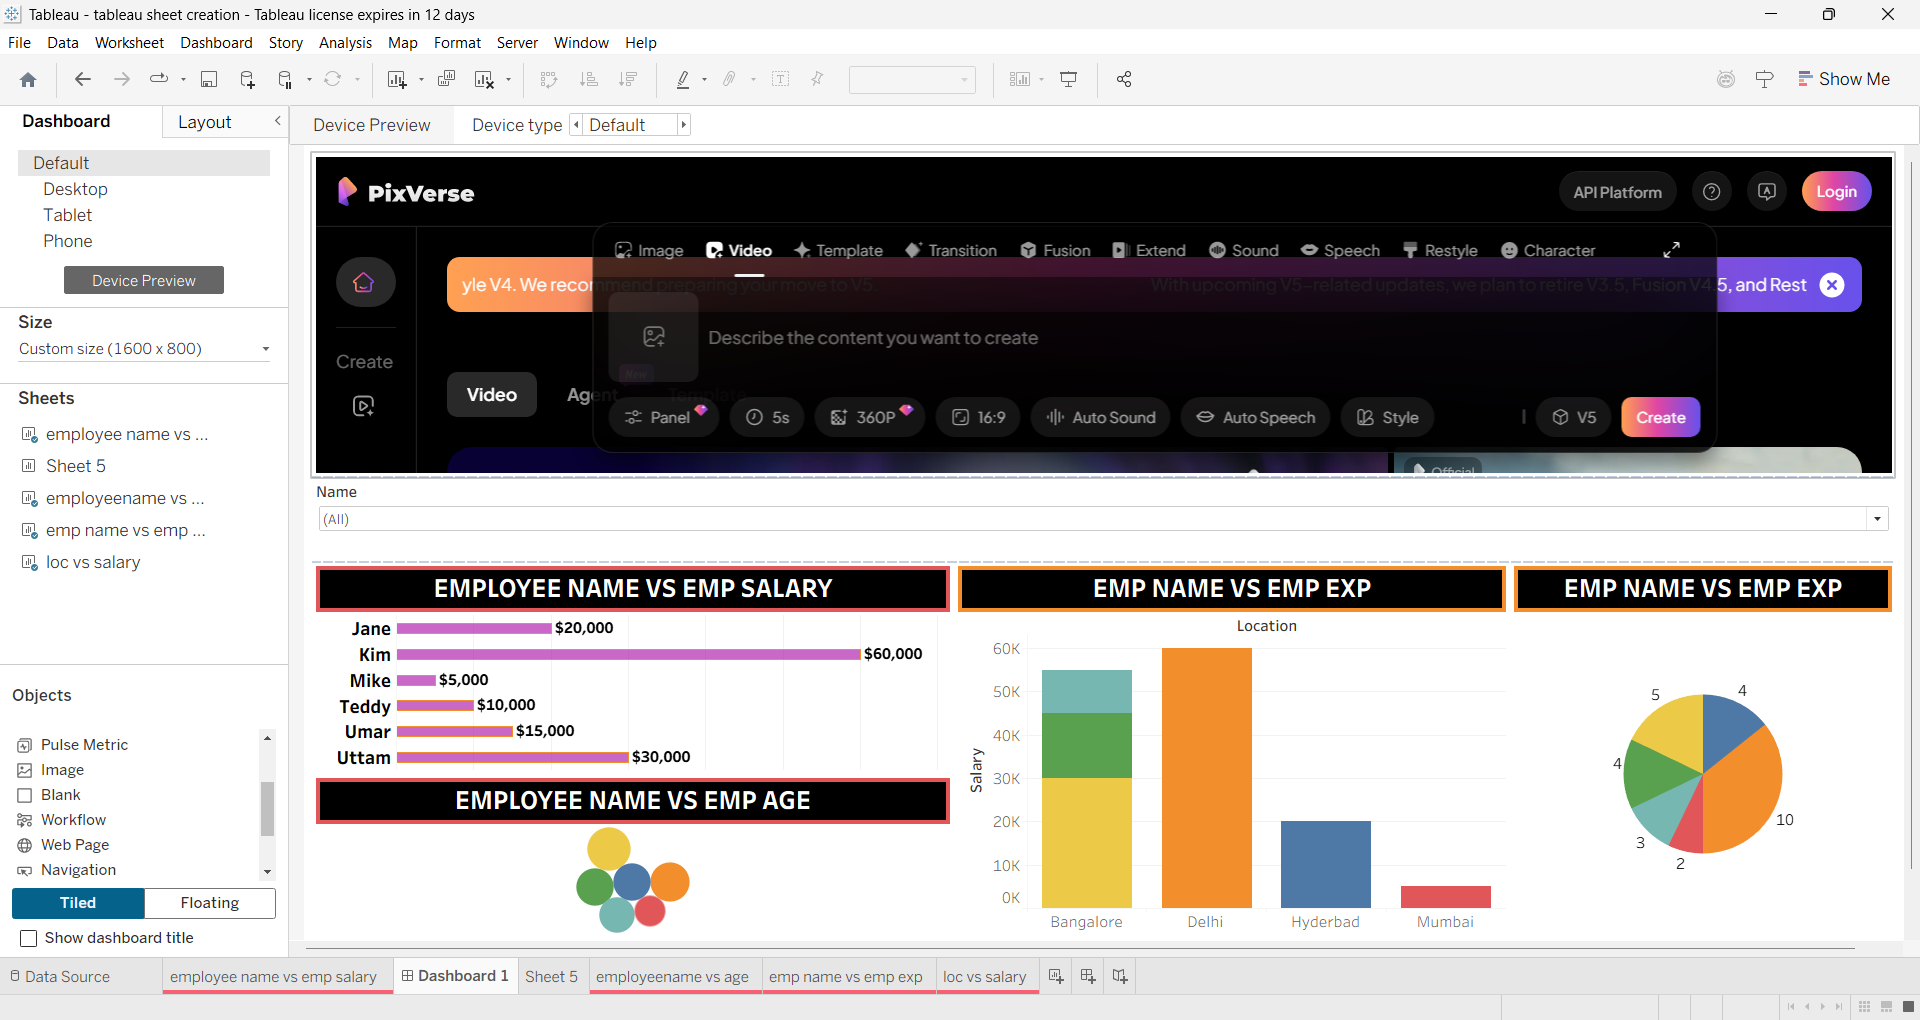 Tableau - tableau sheet creation - Tableau license expires in 12 days
File Data Worksheet Dashboard Story Analysis Map Format Server Window Help
Show Me
Dashboard Layout
Device Preview Device type Default
Default
Desktop
Tablet
Phone
Device Preview
Size
Custom size (1600 x 800)
Sheets
employee name vs ...
Sheet 5
employeename vs ...
emp name vs emp ...
loc vs salary
Objects
Pulse Metric
Image
Blank
Workflow
Web Page
Navigation
Tiled Floating
Show dashboard title
PixVerse
API Platform Login
Image Video Template Transition Fusion Extend Sound Speech Restyle Character
yle V4. We recommend preparing your move to V5. With upcoming V5-related updates, we plan to retire V3.5, Fusion V4.5, and Rest
Describe the content you want to create
Create
New
Video Agent Template
Panel 5s 360P 16:9 Auto Sound Auto Speech Style V5 Create
Official
Name
(All)
EMPLOYEE NAME VS EMP SALARY
Jane $20,000
Kim $60,000
Mike $5,000
Teddy $10,000
Umar $15,000
Uttam $30,000
EMPLOYEE NAME VS EMP AGE
EMP NAME VS EMP EXP
Location
Salary
60K
50K
40K
30K
20K
10K
0K
Bangalore Delhi Hyderbad Mumbai
EMP NAME VS EMP EXP
5 4
4
10
3
2
Data Source employee name vs emp salary Dashboard 1 Sheet 5 employeename vs age emp name vs emp exp loc vs salary